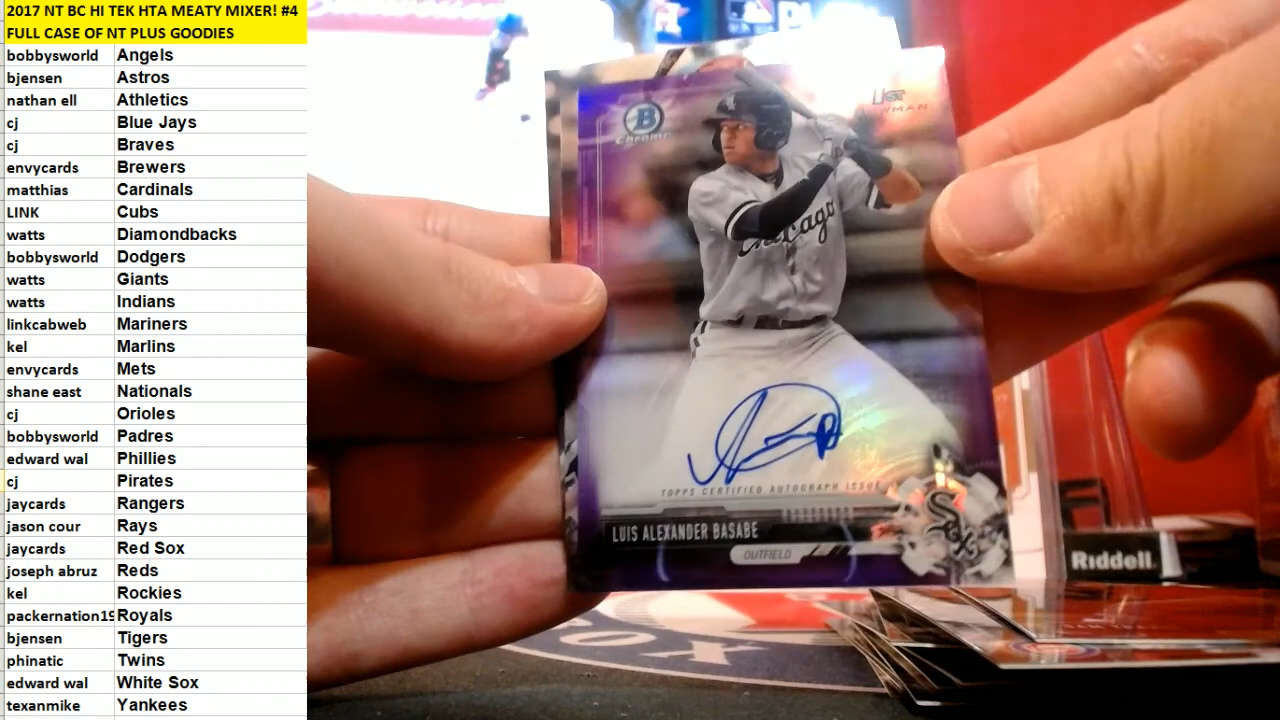 2017 NT BC HI TEK HTA MEATY MIXER! #4
FULL CASE OF NT PLUS GOODIES
bobbysworld Angels
bjensen Astros
nathan ell Athletics
cj Blue Jays
cj Braves
envycards Brewers
matthias Cardinals
LINK Cubs
watts Diamondbacks
bobbysworld Dodgers
watts Giants
watts Indians
linkcabweb Mariners
kel Marlins
envycards Mets
shane east Nationals
cj Orioles
bobbysworld Padres
edward wal Phillies
cj Pirates
jaycards Rangers
jason cour Rays
jaycards Red Sox
joseph abruz Reds
kel Rockies
packernation19 Royals
bjensen Tigers
phinatic Twins
edward wal White Sox
texanmike Yankees
B
CHROME
1ST
Chicago
TOPPS CERTIFIED AUTOGRAPH ISSUE
LUIS ALEXANDER BASABE
OUTFIELD
Sox
Riddell
SOX